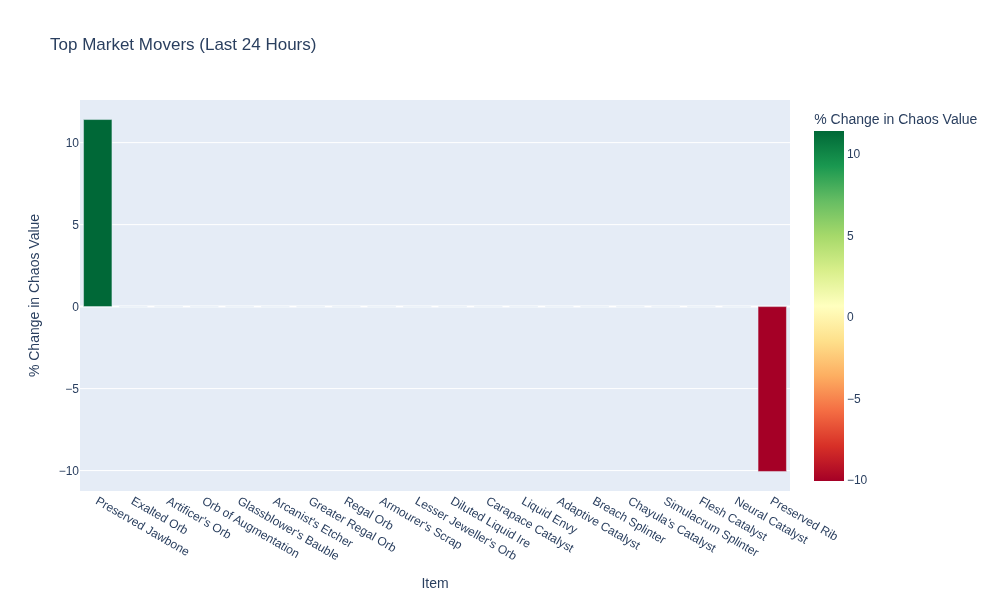 Top Market Movers (Last 24 Hours)
% Change in Chaos Value
10
5
0
−5
−10
% Change in Chaos Value
10
5
0
−5
−10
Preserved Jawbone
Exalted Orb
Artificer's Orb
Orb of Augmentation
Glassblower's Bauble
Arcanist's Etcher
Greater Regal Orb
Regal Orb
Armourer's Scrap
Lesser Jeweller's Orb
Diluted Liquid Ire
Carapace Catalyst
Liquid Envy
Adaptive Catalyst
Breach Splinter
Chayula's Catalyst
Simulacrum Splinter
Flesh Catalyst
Neural Catalyst
Preserved Rib
Item